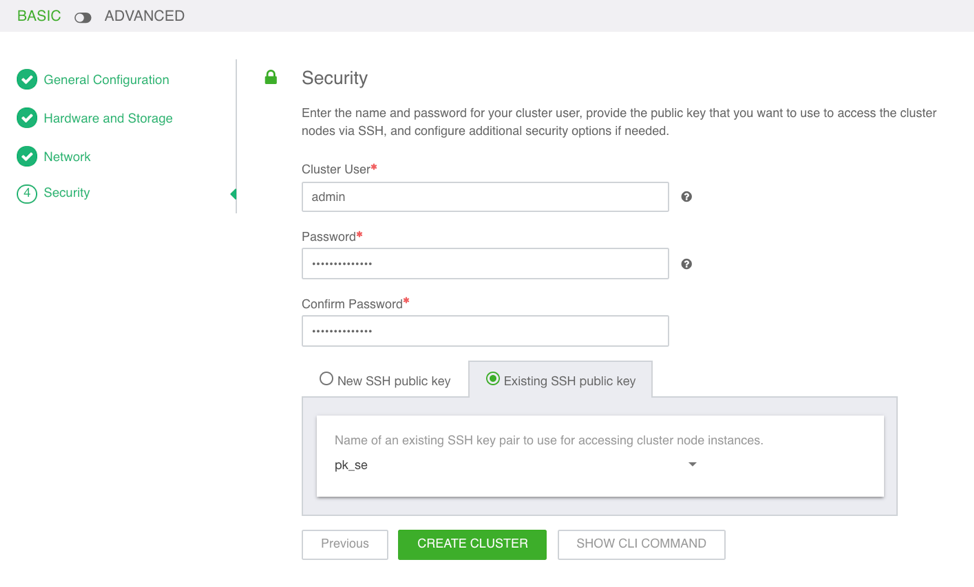 BASIC ADVANCED
General Configuration
Hardware and Storage
Network
4 Security
Security
Enter the name and password for your cluster user, provide the public key that you want to use to access the cluster
nodes via SSH, and configure additional security options if needed.
Cluster User*
admin
?
Password*
••••••••••••••
?
Confirm Password*
••••••••••••••
New SSH public key Existing SSH public key
Name of an existing SSH key pair to use for accessing cluster node instances.
pk_se
Previous CREATE CLUSTER SHOW CLI COMMAND